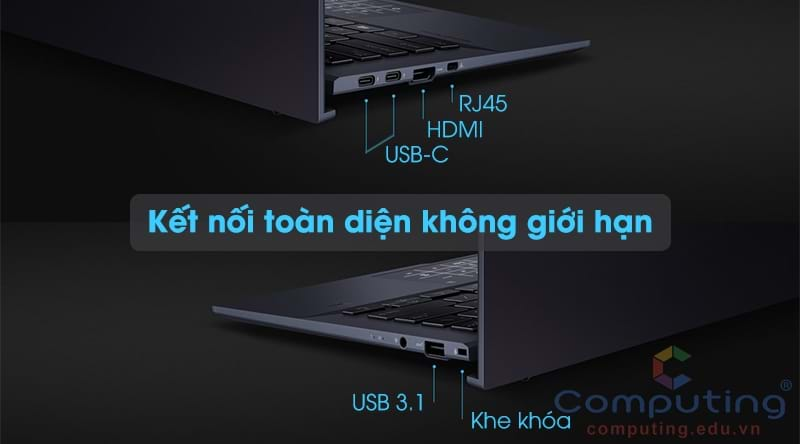 RJ45
HDMI
USB-C
Kết nối toàn diện không giới hạn
USB 3.1
Khe khóa
Computing®
computing.edu.vn